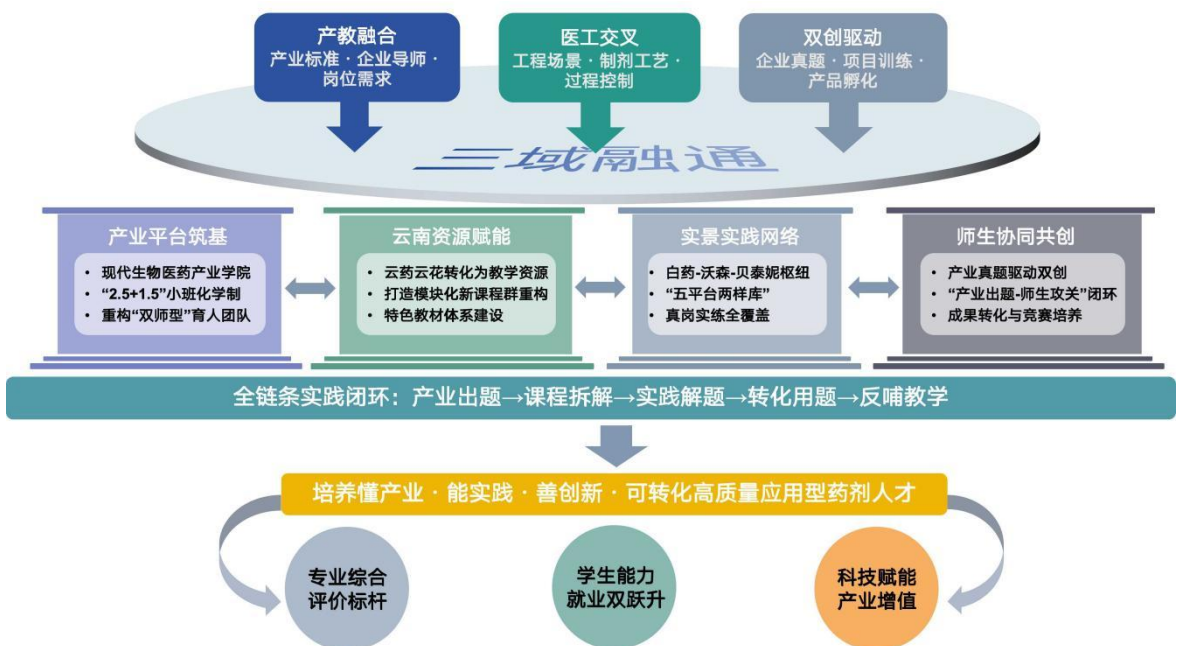 产教融合
产业标准 · 企业导师 ·
岗位需求
医工交叉
工程场景 · 制剂工艺 ·
过程控制
双创驱动
企业真题 · 项目训练 ·
产品孵化
三域融通
产业平台筑基
• 现代生物医药产业学院
• “2.5+1.5”小班化学制
• 重构“双师型”育人团队
云南资源赋能
• 云药云花转化为教学资源
• 打造模块化新课程群重构
• 特色教材体系建设
实景实践网络
• 白药-沃森-贝泰妮枢纽
• “五平台两样库”
• 真岗实练全覆盖
师生协同共创
• 产业真题驱动双创
• “产业出题-师生攻关”闭环
• 成果转化与竞赛培养
全链条实践闭环：产业出题→课程拆解→实践解题→转化用题→反哺教学
培养懂产业 · 能实践 · 善创新 · 可转化高质量应用型药剂人才
专业综合
评价标杆
学生能力
就业双跃升
科技赋能
产业增值